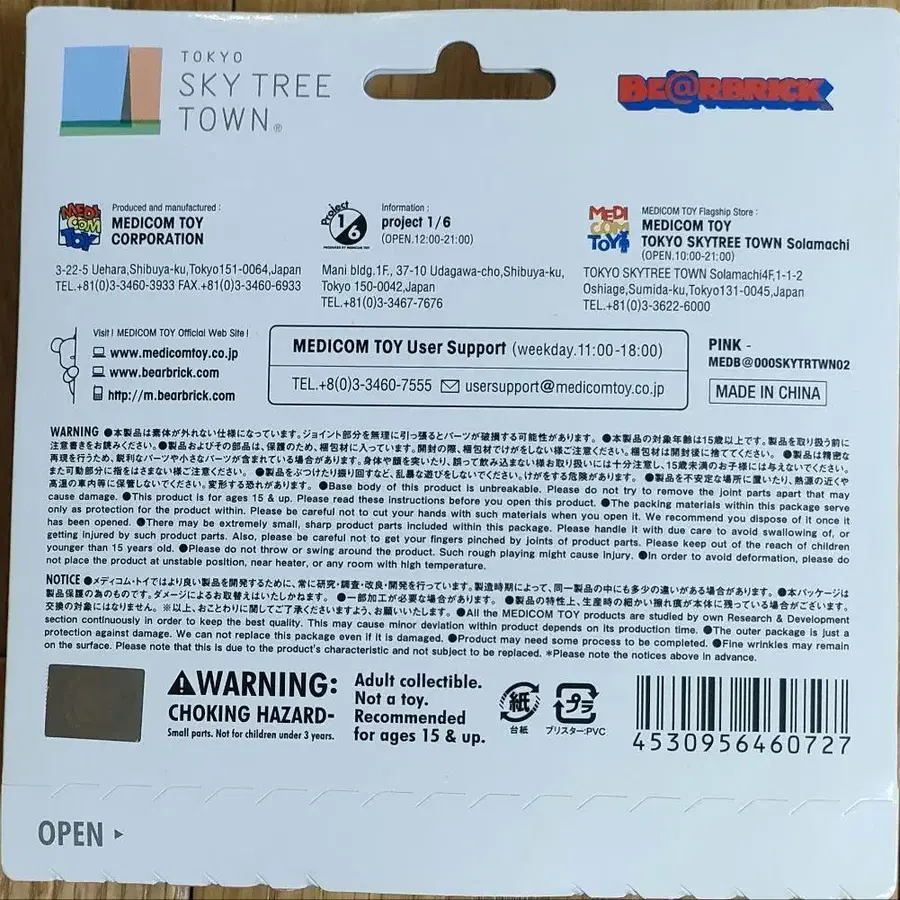 TOKYO
SKY TREE
TOWN®
BE@RBRICK
MEDI
COM
TOY
Produced and manufactured :
MEDICOM TOY
CORPORATION
3-22-5 Uehara,Shibuya-ku,Tokyo151-0064,Japan
TEL.+81(0)3-3460-3933 FAX.+81(0)3-3460-6933
Project
1/6
PRODUCED BY MEDICOM TOY
Information :
project 1/6
(OPEN.12:00-21:00)
Mani bldg.1F., 37-10 Udagawa-cho,Shibuya-ku,
Tokyo 150-0042,Japan
TEL.+81(0)3-3467-7676
MEDI
COM
TOY
MEDICOM TOY Flagship Store :
MEDICOM TOY
TOKYO SKYTREE TOWN Solamachi
(OPEN.10:00-21:00)
TOKYO SKYTREE TOWN Solamachi4F,1-1-2
Oshiage,Sumida-ku,Tokyo131-0045,Japan
TEL.+81(0)3-3622-6000
Visit! MEDICOM TOY Official Web Site!
www.medicomtoy.co.jp
www.bearbrick.com
http://m.bearbrick.com
MEDICOM TOY User Support (weekday.11:00-18:00)
TEL.+8(0)3-3460-7555 usersupport@medicomtoy.co.jp
PINK -
MEDB@000SKYTRTWN02
MADE IN CHINA
WARNING ●本製品は素体が外れない仕様になっています。ジョイント部分を無理に引っ張るとパーツが破損する可能性があります。 ●本製品の対象年齢は15歳以上です。製品を取り扱う前に
注意書きをお読みください。●製品およびその部品は、保護のため、梱包材に入っています。開封の際、梱包材でけがをしない様ご注意ください。梱包材は開封後に捨ててください。 ●製品は精密な
再現を行うため、鋭利なパーツや小さなパーツが含まれている場合があります。身体や顔を突いたり、誤って飲み込まない様お取り扱いには十分注意し、15歳未満のお子様には与えないでください。
また可動部分に指をはさまない様ご注意ください。 ●製品をぶつけたり振り回すなど、乱暴な遊びをしないでください。けがをする危険があります。 ●製品を不安定な場所に置いたり、熱源の近くや
高温の車内等に保管しないでください。変形する恐れがあります。 ●Base body of this product is unbreakable. Please do not try to remove the joint parts apart that may
cause damage. ●This product is for ages 15 & up. Please read these instructions before you open this product. ●The packing materials within this package serve
only as protection for the product within. Please be careful not to cut your hands with such materials when you open it. We recommend you dispose of it once it
has been opened. ●There may be extremely small, sharp product parts included within this package. Please handle it with due care to avoid swallowing of, or
getting injured by such product parts. Also, please be careful not to get your fingers pinched by joints of product parts. Please keep out of the reach of children
younger than 15 years old. ●Please do not throw or swing around the product. Such rough playing might cause injury. ●In order to avoid deformation, please do
not place the product at unstable position, near heater, or any room with high temperature.
NOTICE ●メディコム・トイではより良い製品を開発するために、常に研究・調査・改良・開発を行っています。製造時期によって、同一製品の中にも多少の違いがある場合があります。 ●本パッケージは
製品保護の為のものです。ダメージによるお取替えはいたしかねます。 ●一部加工が必要な場合があります。 ●製品の特性上、生産時の細かい擦れ痕が本体に残っている場合がございます。
交換の対象にはなりません。※以上、おことわりに関してご了承くださいますよう、お願いいたします。 ●All the MEDICOM TOY products are studied by own Research & Development
section continuously in order to keep the best quality. This may cause minor deviation within product depends on its production time. ●The outer package is just a
protection against damage. We can not replace this package even if it is damaged. ●Product may need some process to be completed. ●Fine wrinkles may remain
on the surface. Please note that this is due to the product's characteristic and not subject to be replaced. *Please note the notices above in advance.
WARNING:
CHOKING HAZARD-
Small parts. Not for children under 3 years.
Adult collectible.
Not a toy.
Recommended
for ages 15 & up.
紙
台紙
プラ
ブリスター:PVC
4530956460727
OPEN